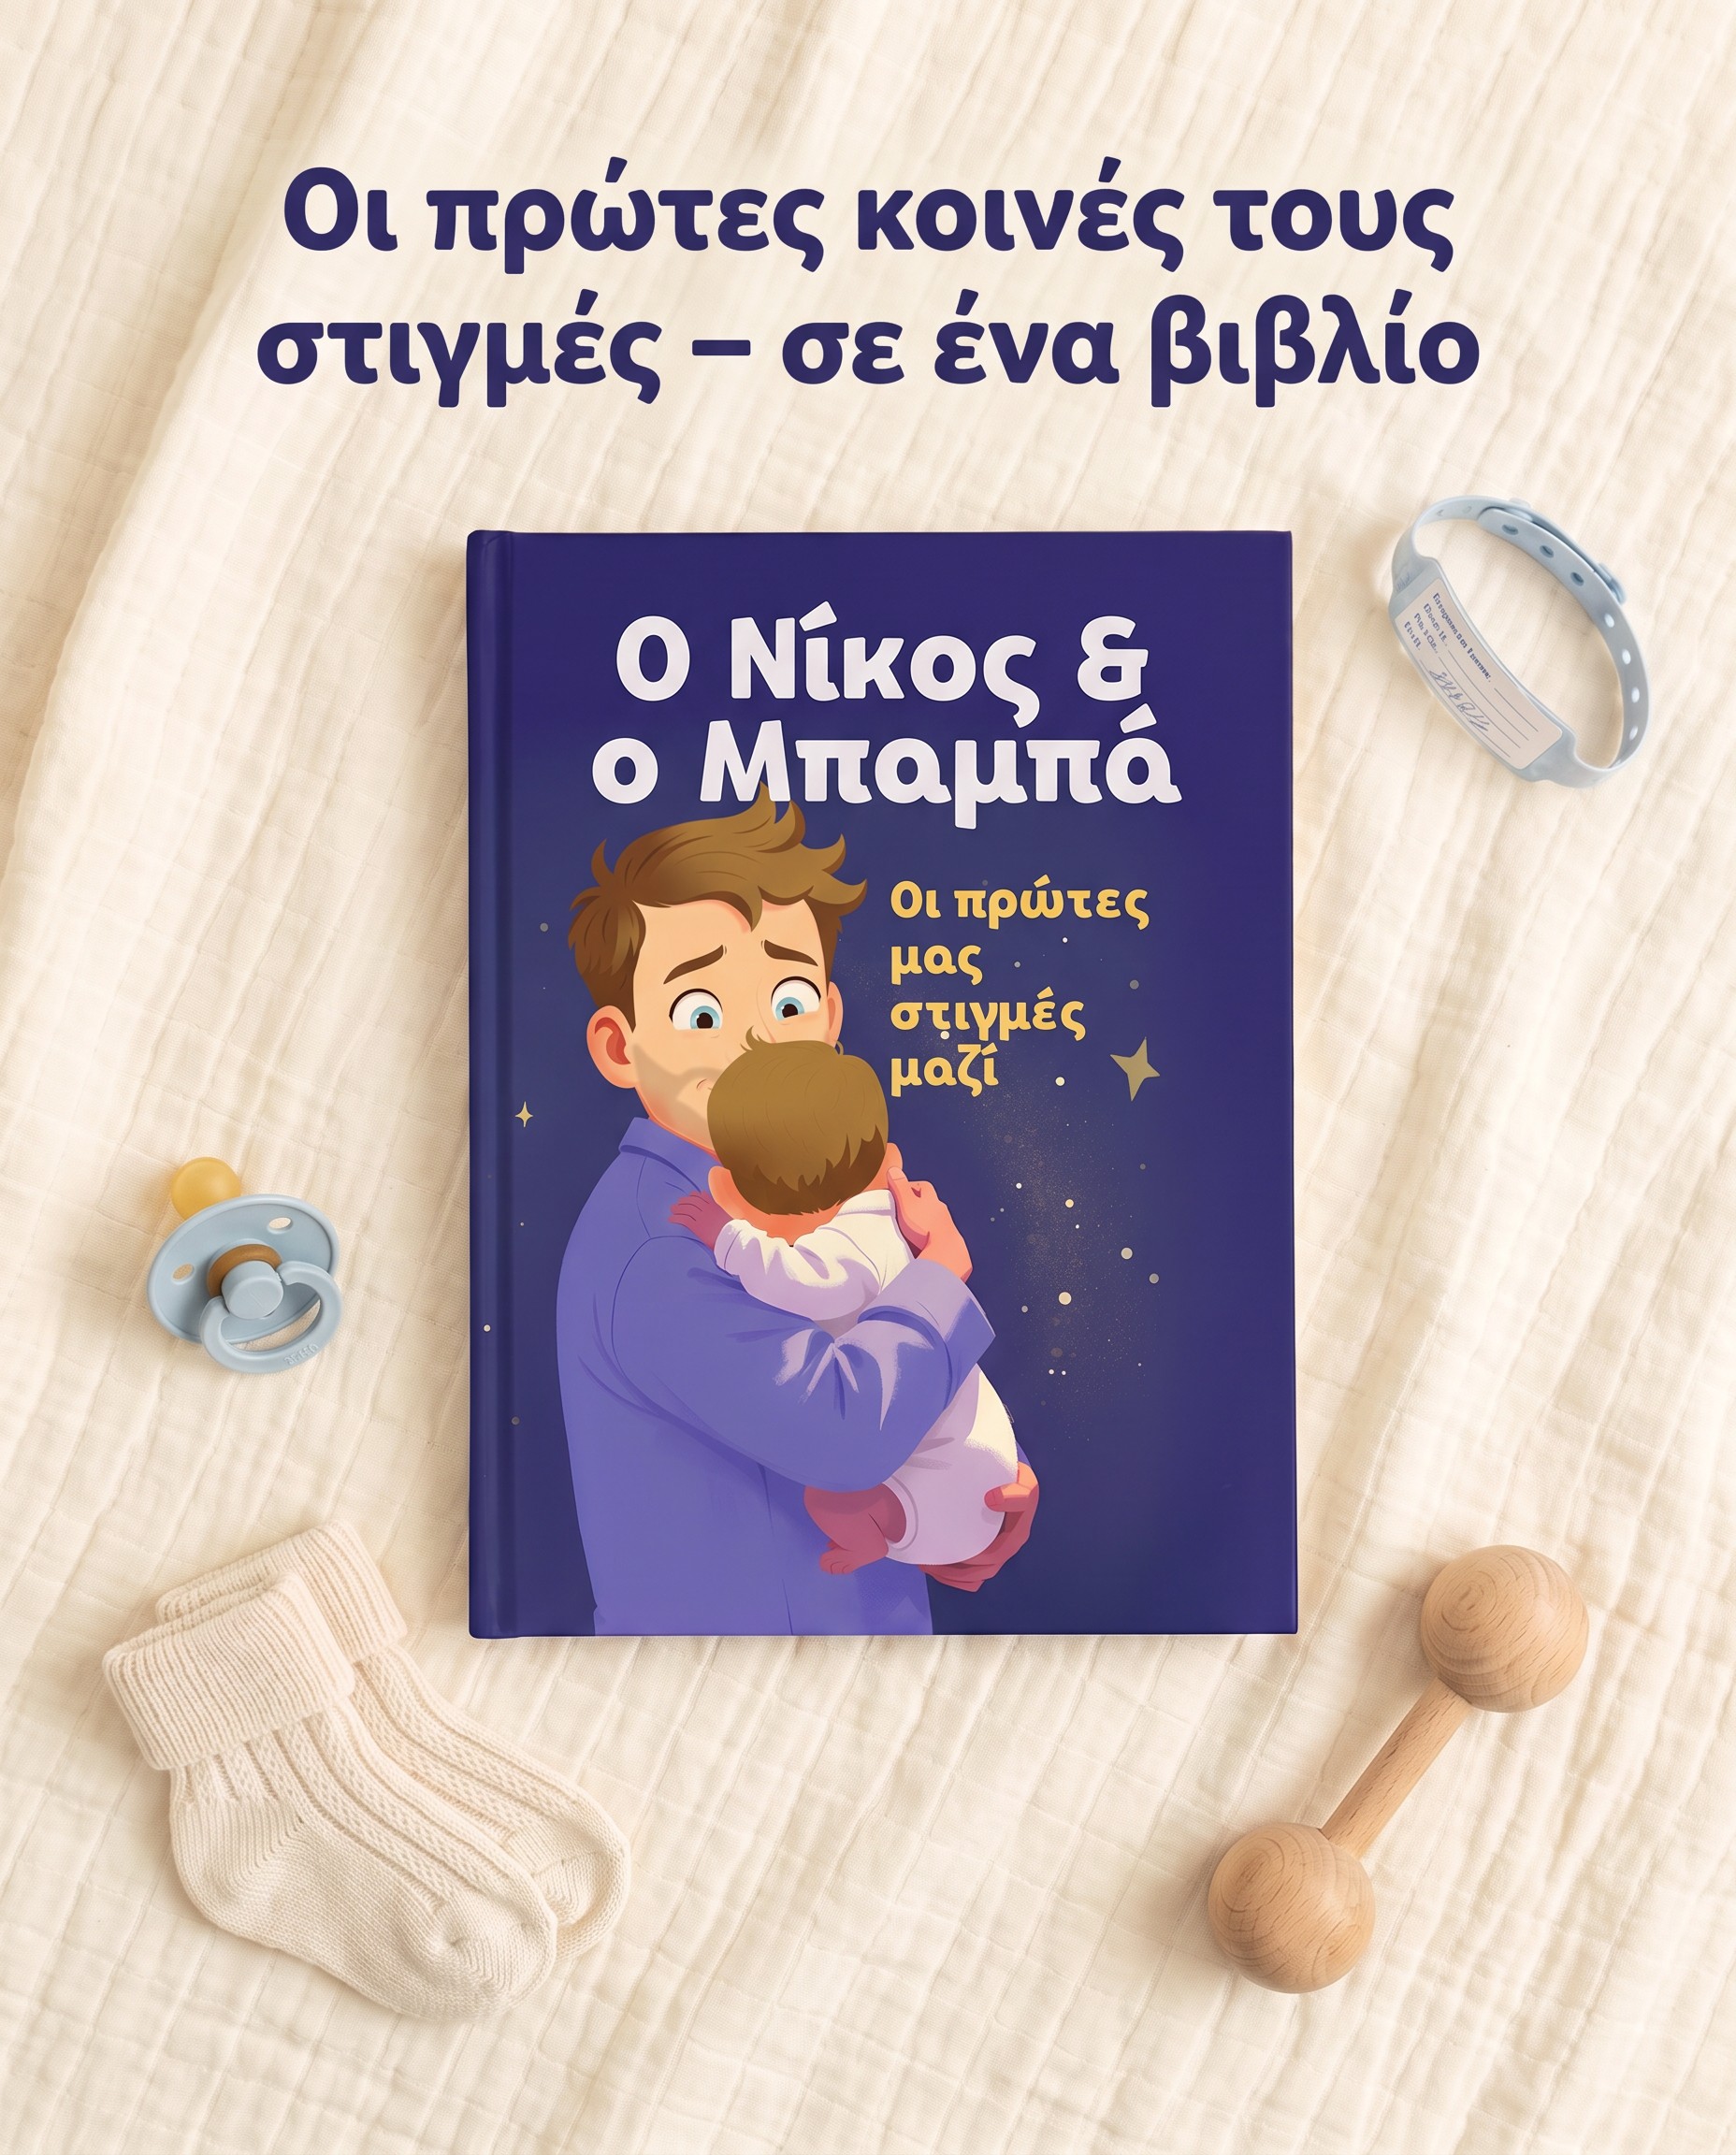 Οι πρώτες κοινές τους
στιγμές – σε ένα βιβλίο
Ο Νίκος &
ο Μπαμπά
Οι πρώτες
μας
στιγμές
μαζί